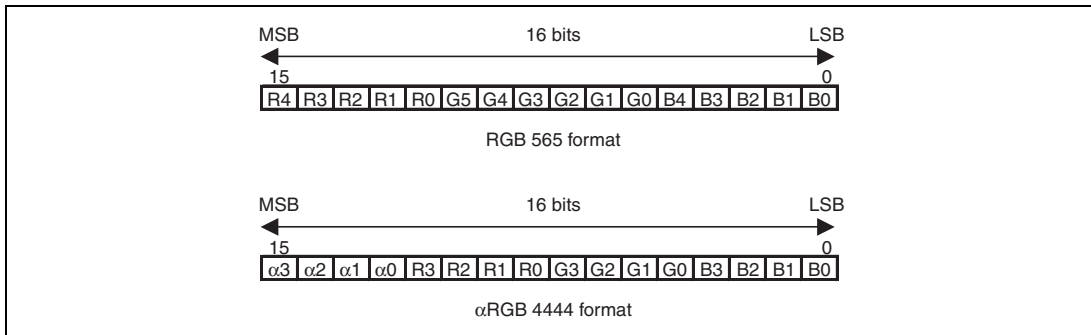 MSB 16 bits LSB
15 0
R4 R3 R2 R1 R0 G5 G4 G3 G2 G1 G0 B4 B3 B2 B1 B0
RGB 565 format
MSB 16 bits LSB
15 0
α3 α2 α1 α0 R3 R2 R1 R0 G3 G2 G1 G0 B3 B2 B1 B0
αRGB 4444 format